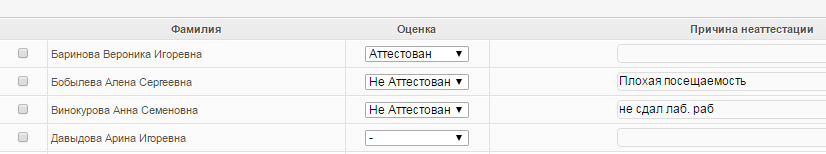 Фамилия Оценка Причина неаттестации
Баринова Вероника Игоревна Аттестован
Бобылева Алена Сергеевна Не Аттестован Плохая посещаемость
Винокурова Анна Семеновна Не Аттестован не сдал лаб. раб
Давыдова Арина Игоревна -